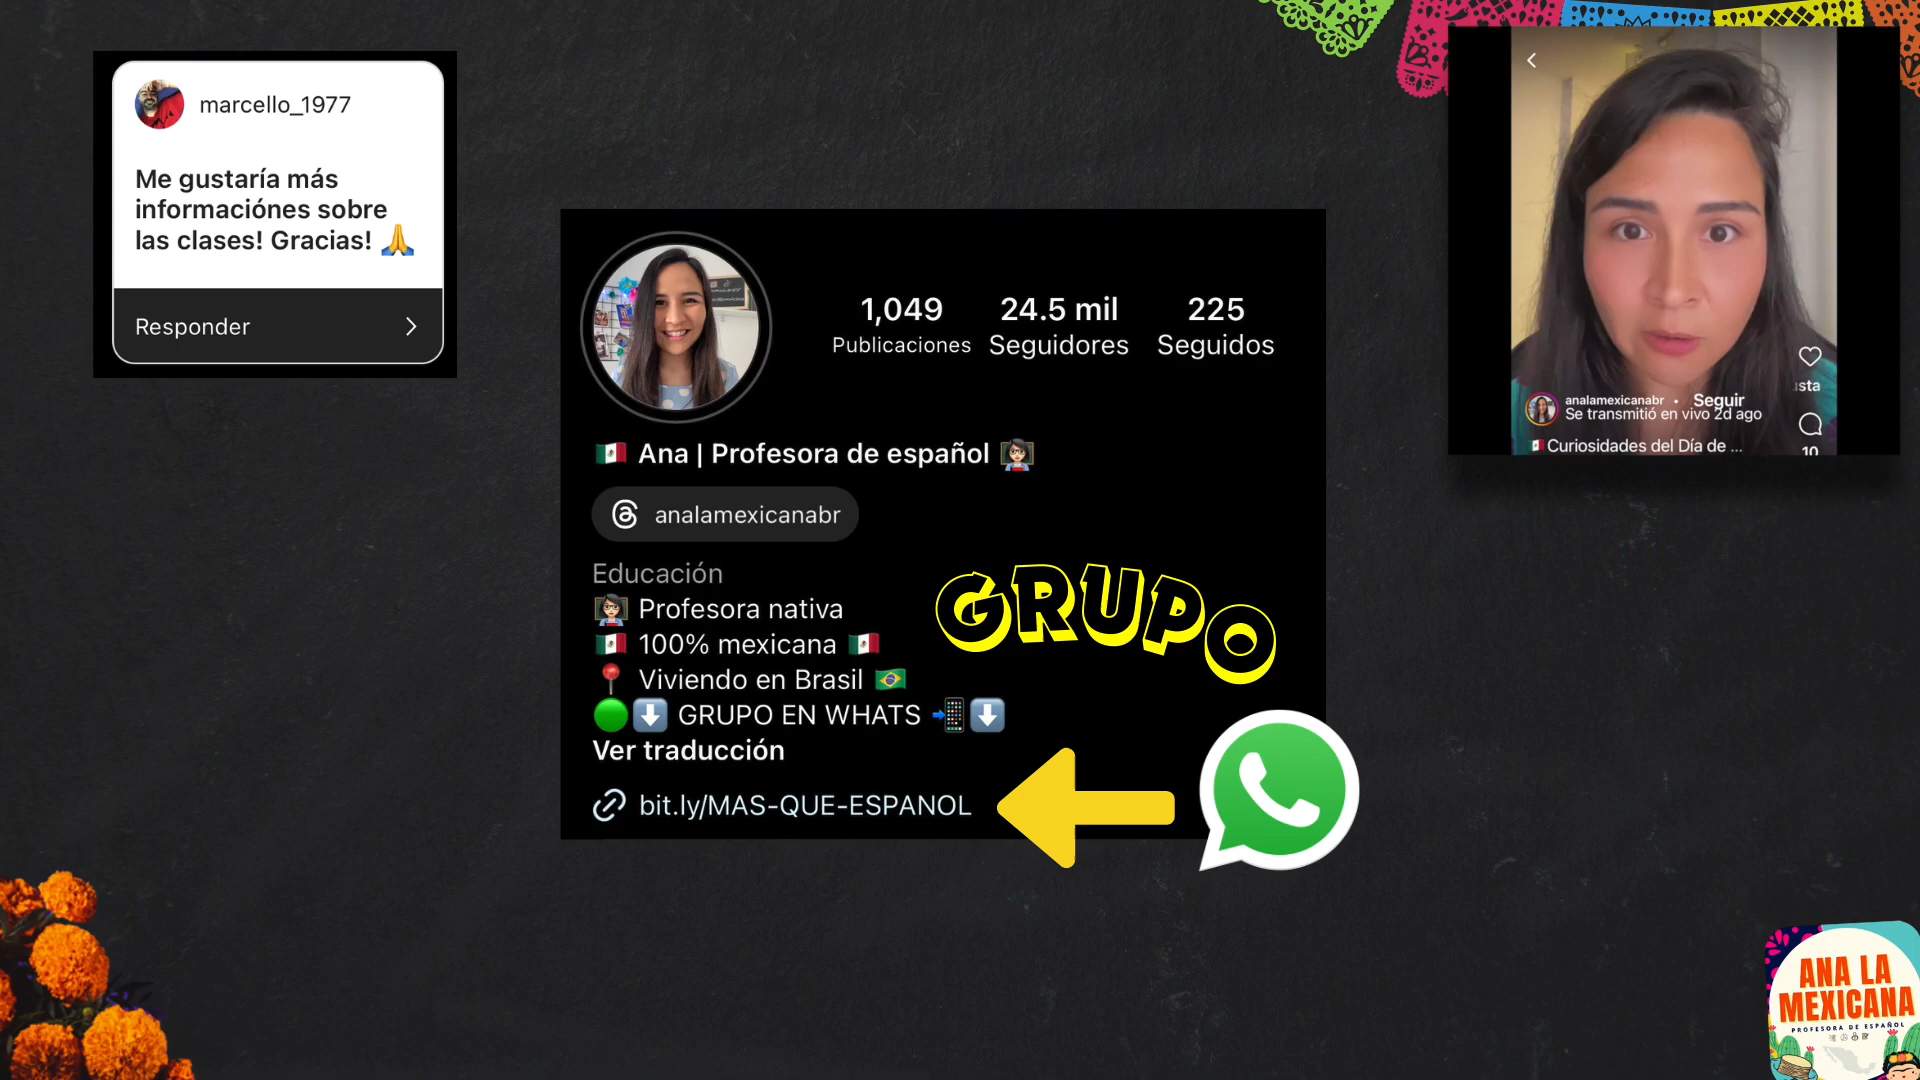 marcello_1977
Me gustaría más
informaciónes sobre
las clases! Gracias! 🙏
Responder
1,049
Publicaciones
24.5 mil
Seguidores
225
Seguidos
🇲🇽 Ana | Profesora de español 👩🏻‍🏫
analamexicanabr
Educación
👩🏻‍🏫 Profesora nativa
🇲🇽 100% mexicana 🇲🇽
📍 Viviendo en Brasil 🇧🇷
🟢⬇️ GRUPO EN WHATS 📲⬇️
Ver traducción
bit.ly/MAS-QUE-ESPANOL
GRUPO
usta
analamexicanabr • Seguir
Se transmitió en vivo 2d ago
🇲🇽Curiosidades del Día de ...
10
ANA LA
MEXICANA
PROFESORA DE ESPAÑOL